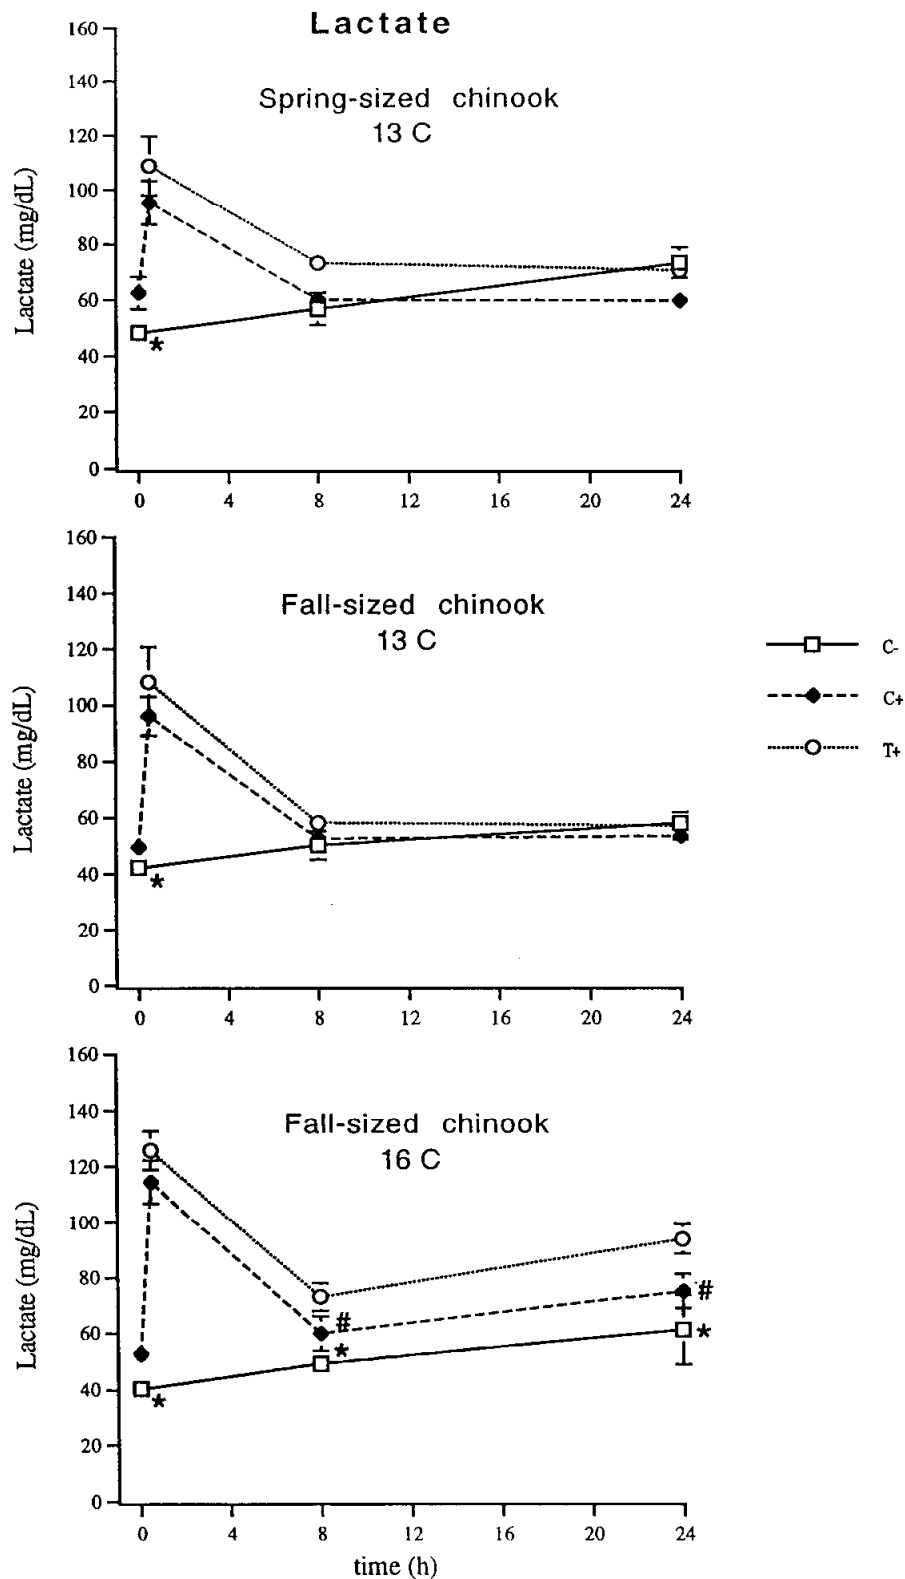 Lactate
160
140
120
100
80
60
40
20
0
Lactate (mg/dL)
Spring-sized chinook
13 C
*
0 4 8 12 16 20 24
160
140
120
100
80
60
40
20
0
Lactate (mg/dL)
Fall-sized chinook
13 C
*
0 4 8 12 16 20 24
C-
C+
T+
160
140
120
100
80
60
40
20
0
Lactate (mg/dL)
Fall-sized chinook
16 C
*
#
*
#
*
0 4 8 12 16 20 24
time (h)